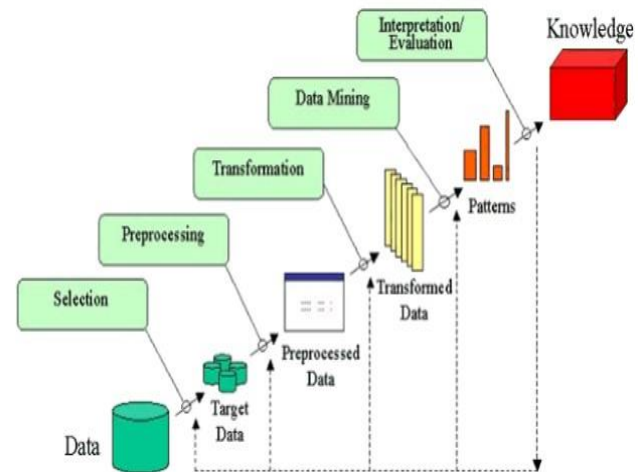 Interpretation/
Evaluation
Knowledge
Data Mining
Transformation
Patterns
Preprocessing
Transformed
Data
Selection
Preprocessed
Data
Target
Data
Data